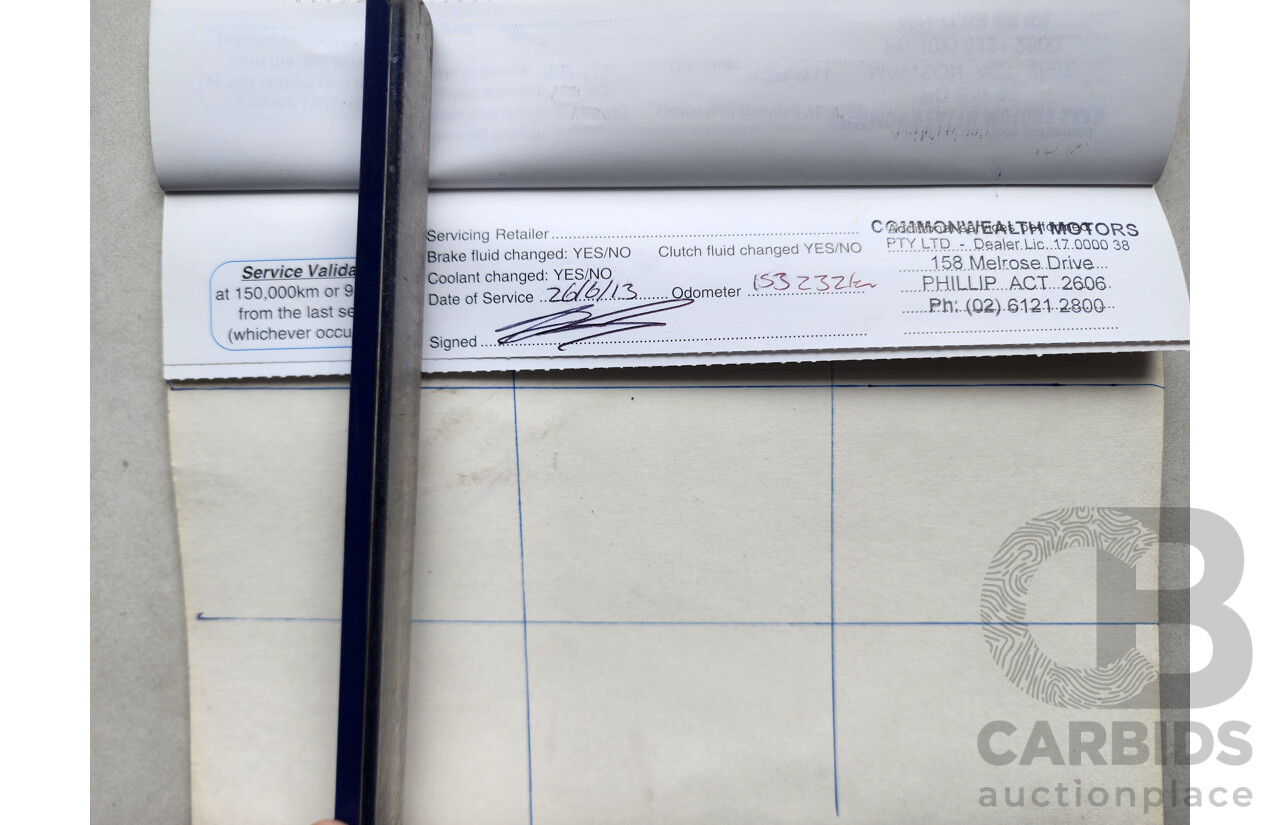 Service Valida
at 150,000km or 9
from the last se
(whichever occu
Servicing Retailer
Brake fluid changed: YES/NO Clutch fluid changed YES/NO
Coolant changed: YES/NO
Date of Service 26/6/13 Odometer 153232km
Signed
Additional services performed:
COMMONWEALTH MOTORS
PTY LTD - Dealer Lic. 17 0000 38
158 Melrose Drive
PHILLIP ACT 2606
Ph: (02) 6121 2800
CARBIDS
auctionplace